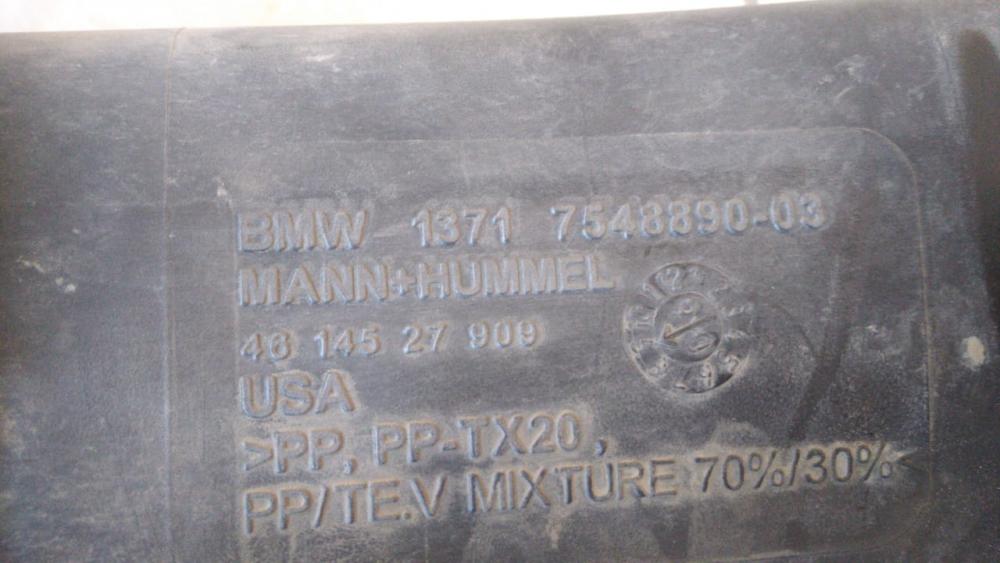 BMW 1371 7548890-03
MANN+HUMMEL
46 145 27 909
USA
>PP, PP-TX20,
PP/TE.V MIXTURE 70%/30%<